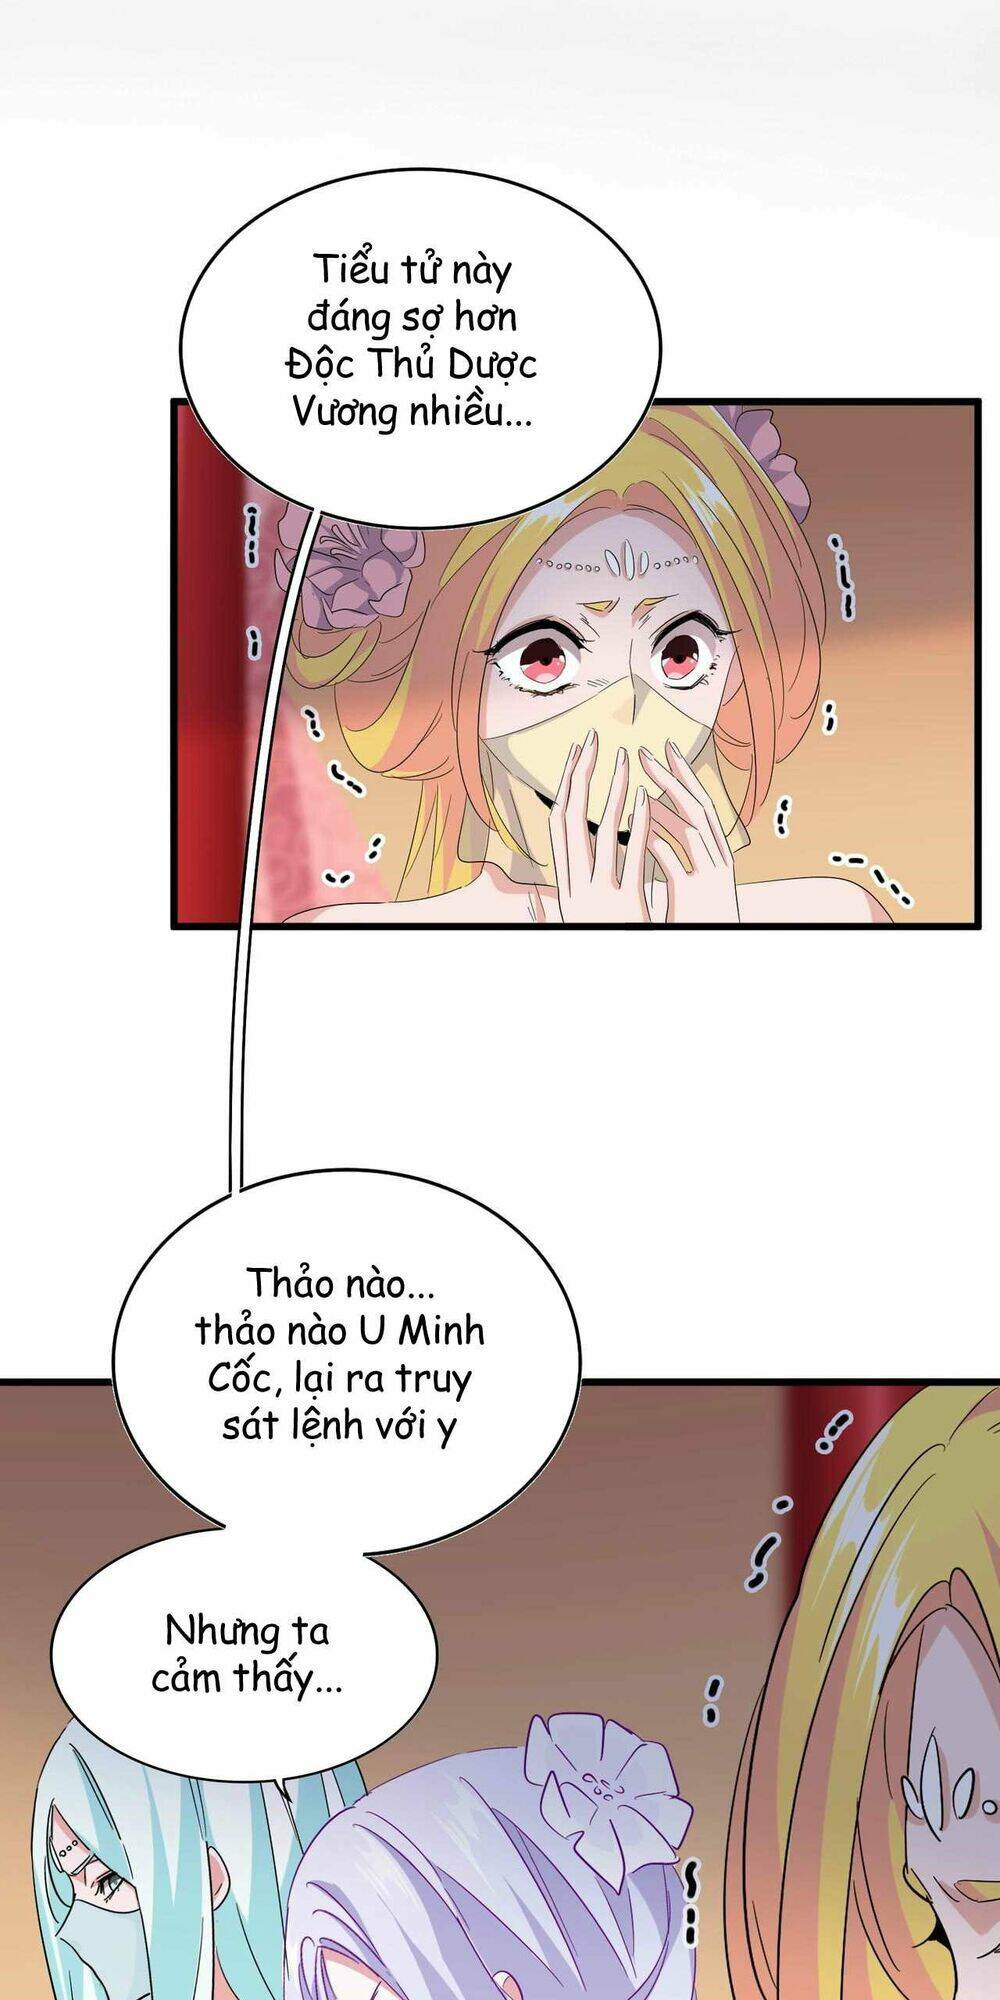 Tiểu tử này
đáng sợ hơn
Độc Thủ Dược
Vương nhiều...
Thảo nào...
thảo nào U Minh
Cốc, lại ra truy
sát lệnh với y
Nhưng ta
cảm thấy...